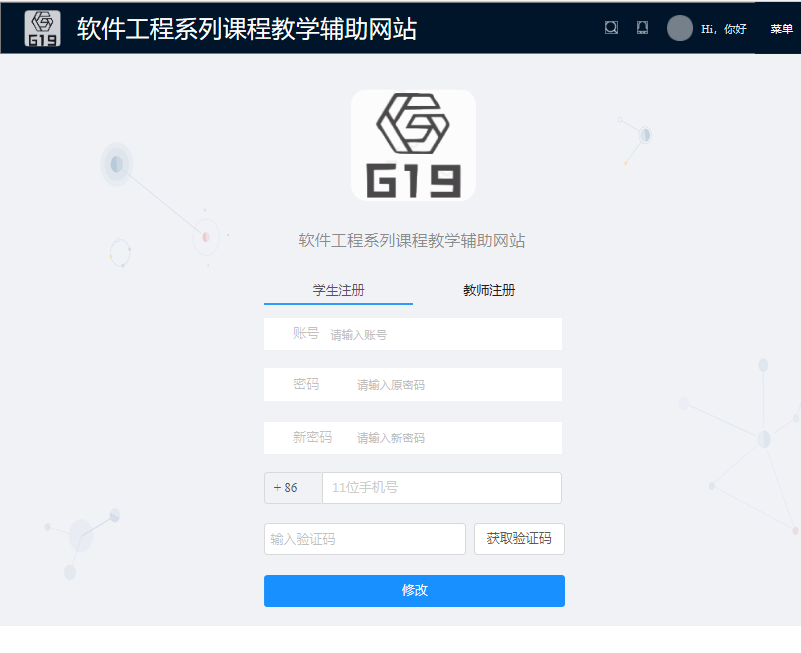 G19 软件工程系列课程教学辅助网站 Hi，你好 菜单
G19
软件工程系列课程教学辅助网站
学生注册 教师注册
账号 请输入账号
密码 请输入原密码
新密码 请输入新密码
+ 86 11位手机号
输入验证码 获取验证码
修改